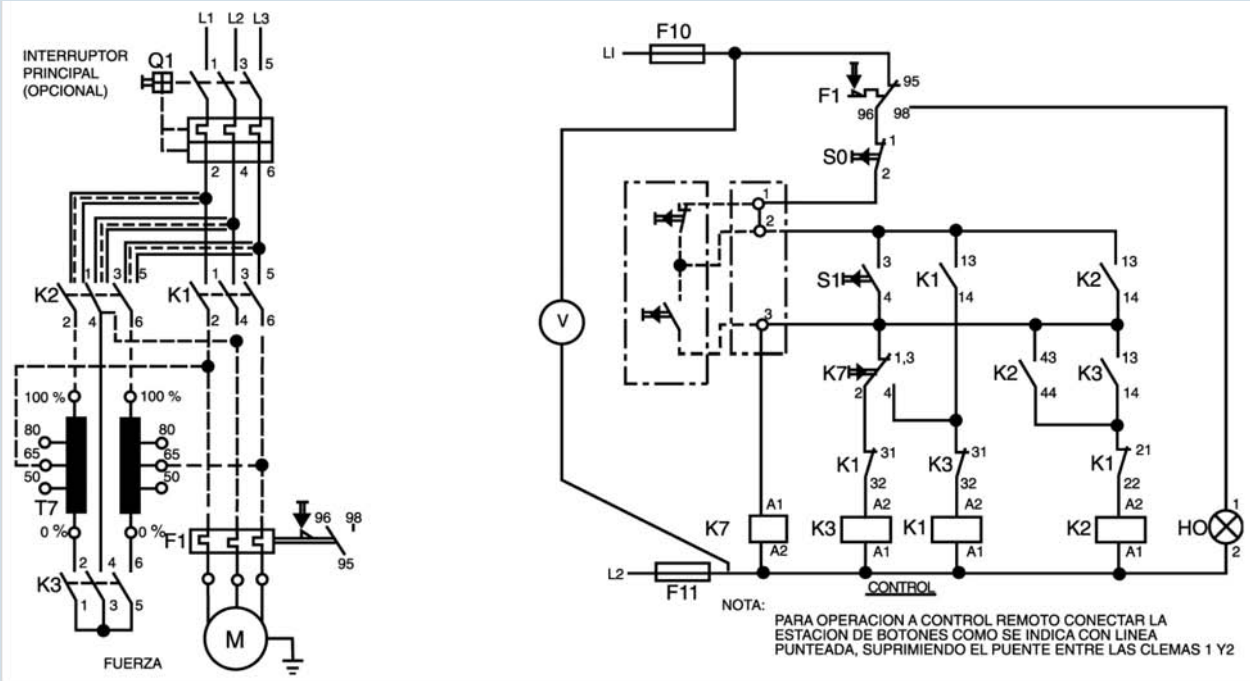 L1 L2 L3
INTERRUPTOR
PRINCIPAL
(OPCIONAL)
Q1
1 3 5
2 4 6
K2
1 3 5
2 4 6
K1
1 3 5
2 4 6
100 % 100 %
80 80
65 65
50 50
T7
0 % 0 %
F1
96 98
95
2 4 6
K3
1 3 5
M
FUERZA
LI
F10
F1
95
96 98
S0
1
2
1
2
3
V
S1
3
4
K1
13
14
K2
13
14
K7
1,3
2 4
K2
43
44
K3
13
14
K1
31
32
K3
31
32
K1
21
22
K7
A1
A2
K3
A2
A1
K1
A2
A1
K2
A2
A1
HO
1
2
L2
F11
CONTROL
NOTA:
PARA OPERACION A CONTROL REMOTO CONECTAR LA
ESTACION DE BOTONES COMO SE INDICA CON LINEA
PUNTEADA, SUPRIMIENDO EL PUENTE ENTRE LAS CLEMAS 1 Y2